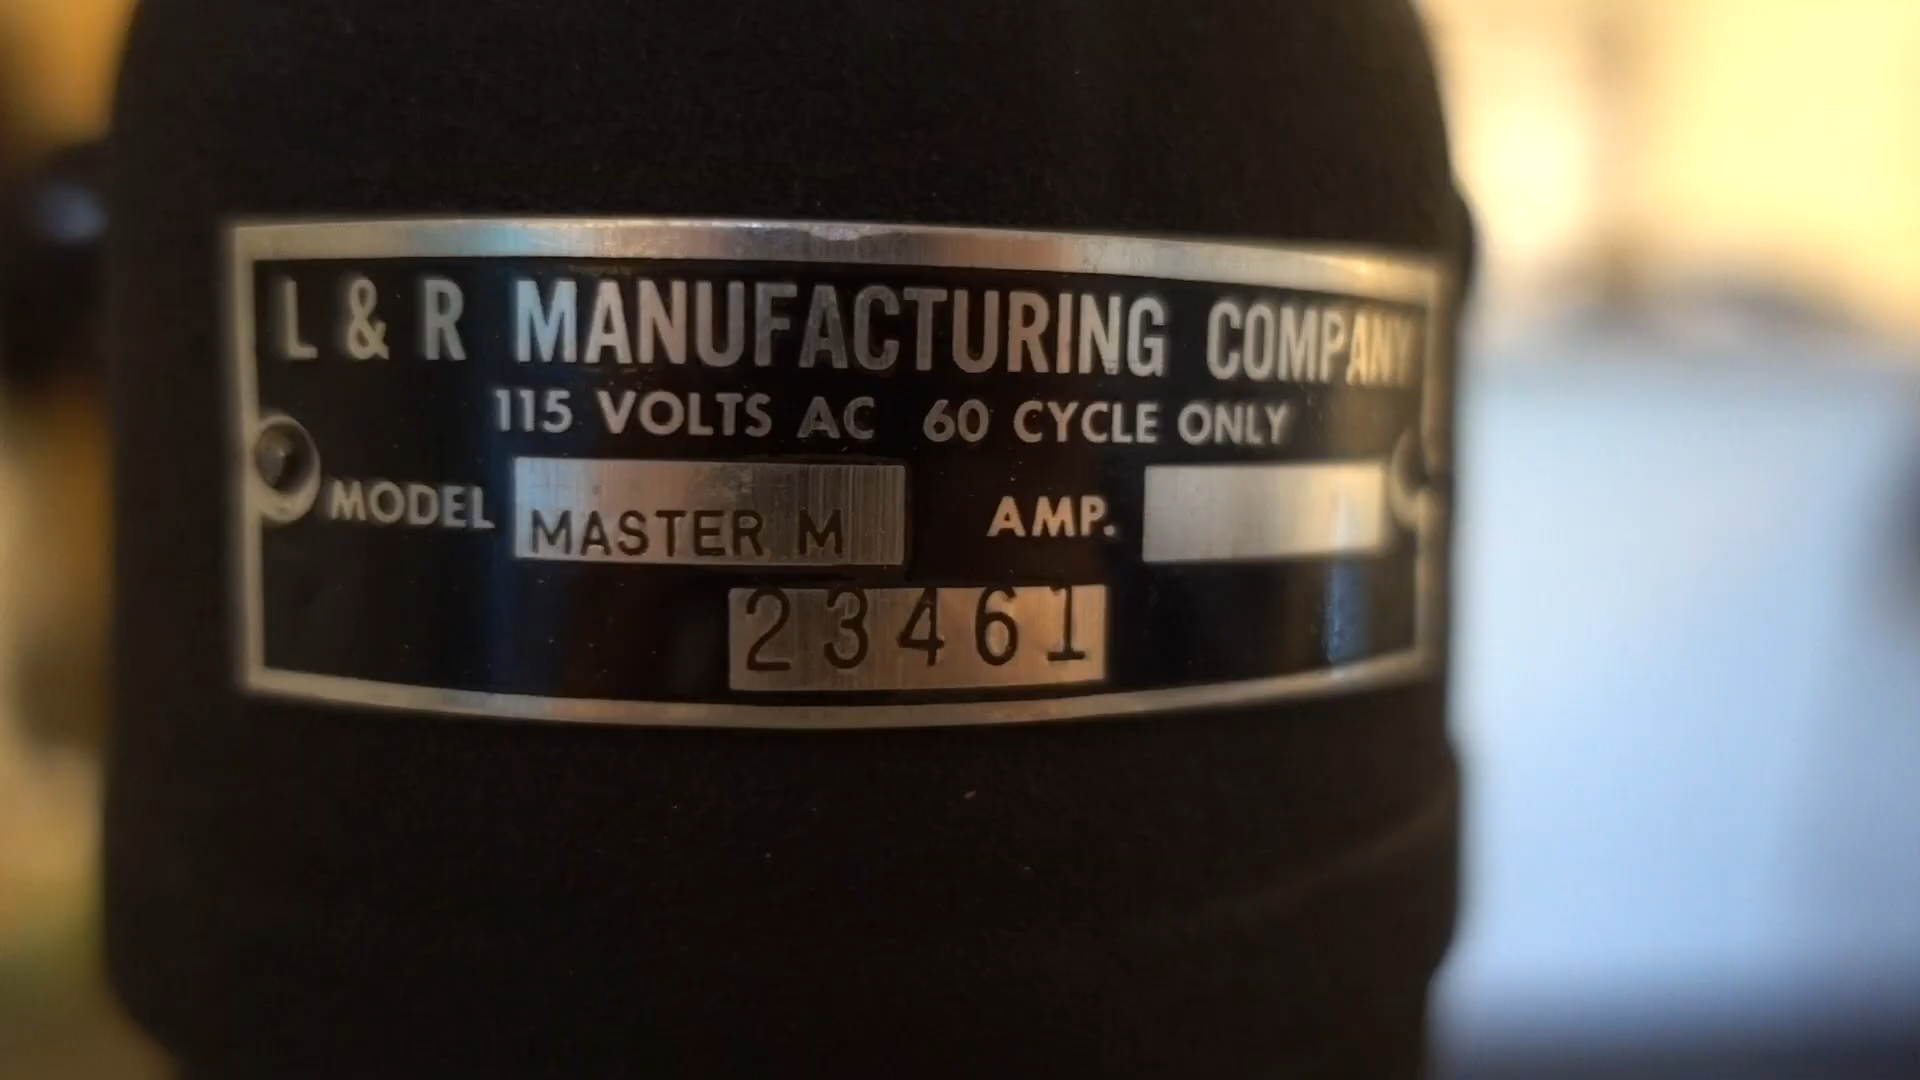 L & R MANUFACTURING COMPANY
115 VOLTS AC 60 CYCLE ONLY
MODEL MASTER M AMP.
23461